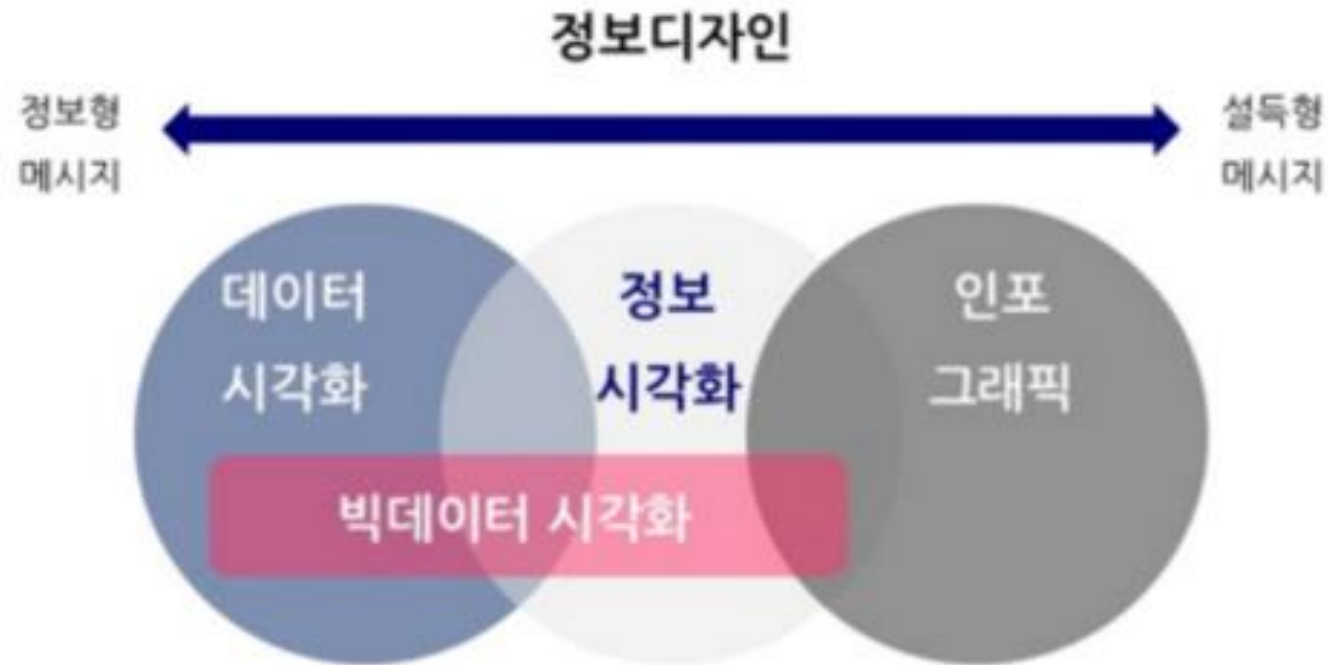 정보디자인
정보형
메시지
설득형
메시지
데이터
시각화
정보
시각화
인포
그래픽
빅데이터 시각화